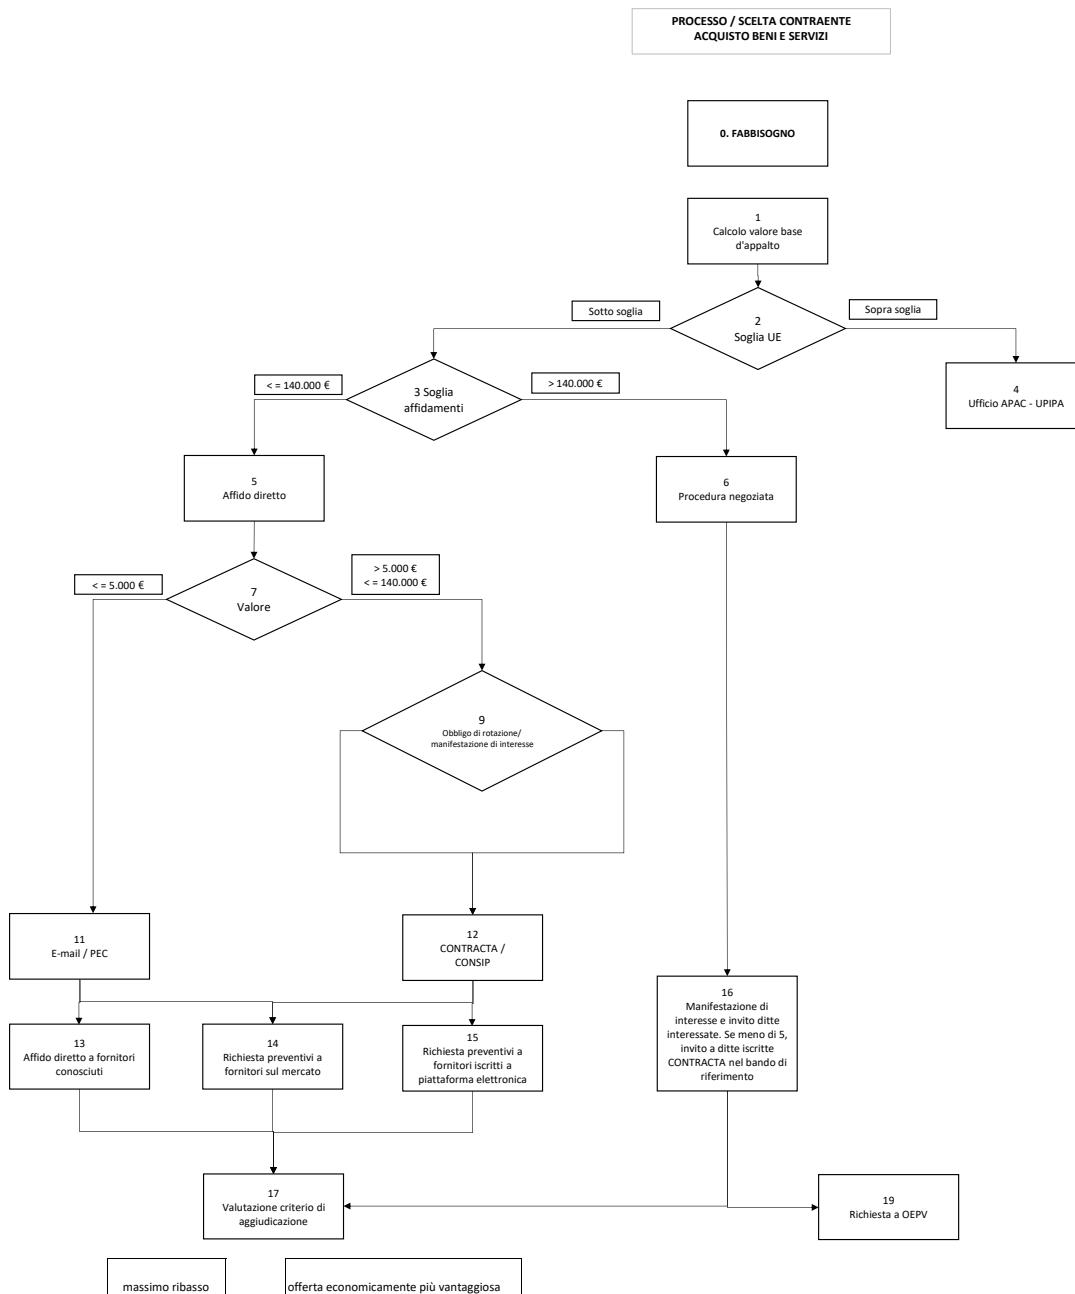 PROCESSO / SCELTA CONTRAENTE
ACQUISTO BENI E SERVIZI
0. FABBISOGNO
1
Calcolo valore base
d'appalto
Sotto soglia
2
Soglia UE
Sopra soglia
< = 140.000 €
3 Soglia
affidamenti
> 140.000 €
4
Ufficio APAC - UPIPA
5
Affido diretto
6
Procedura negoziata
< = 5.000 €
7
Valore
> 5.000 €
< = 140.000 €
9
Obbligo di rotazione/
manifestazione di interesse
11
E-mail / PEC
12
CONTRACTA /
CONSIP
13
Affido diretto a fornitori
conosciuti
14
Richiesta preventivi a
fornitori sul mercato
15
Richiesta preventivi a
fornitori iscritti a
piattaforma elettronica
16
Manifestazione di
interesse e invito ditte
interessate. Se meno di 5,
invito a ditte iscritte
CONTRACTA nel bando di
riferimento
17
Valutazione criterio di
aggiudicazione
19
Richiesta a OEPV
massimo ribasso
offerta economicamente più vantaggiosa